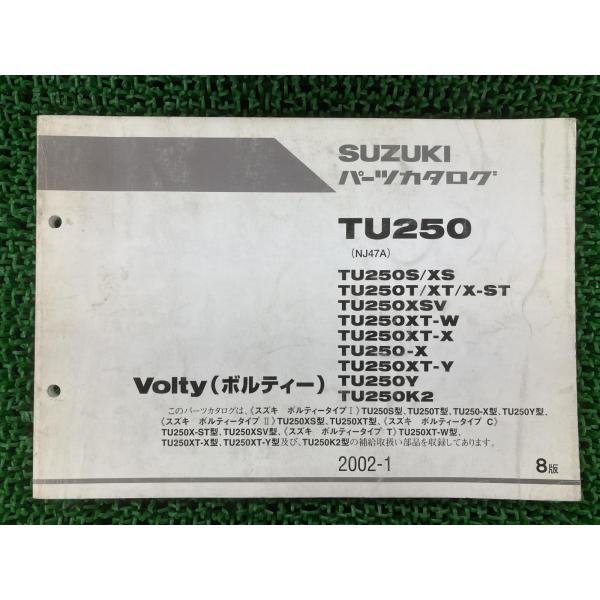 SUZUKI
パーツカタログ
TU250
(NJ47A)
TU250S/XS
TU250T/XT/X-ST
TU250XSV
TU250XT-W
TU250XT-X
TU250-X
TU250XT-Y
TU250Y
TU250K2
Volty(ボルティー)
このパーツカタログは、《スズキ ボルティータイプⅠ》TU250S型、TU250T型、TU250-X型、TU250Y型、
《スズキ ボルティータイプⅡ》TU250XS型、TU250XT型、《スズキ ボルティータイプ C》
TU250X-ST型、TU250XSV型、《スズキ ボルティータイプ T》TU250XT-W型、
TU250XT-X型、TU250XT-Y型及び、TU250K2型の補給取扱い部品を収録してあります。
2002-1
8版